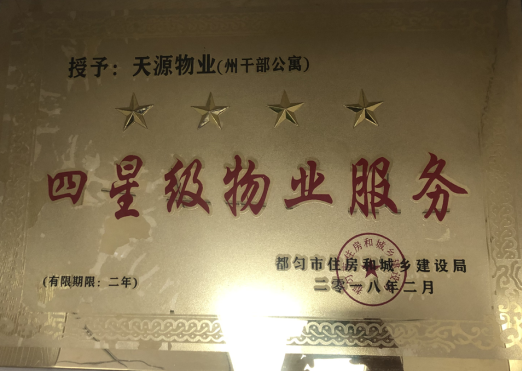 授予：天源物业(州干部公寓)
四星级物业服务
都匀市住房和城乡建设局
(有限期限：二年)
二零一八年二月